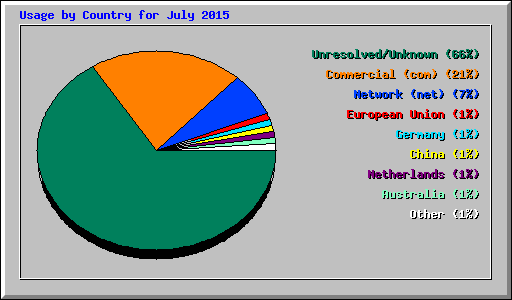 Usage by Country for July 2015
Unresolved/Unknown (66%)
Commercial (com) (21%)
Network (net) (7%)
European Union (1%)
Germany (1%)
China (1%)
Netherlands (1%)
Australia (1%)
Other (1%)